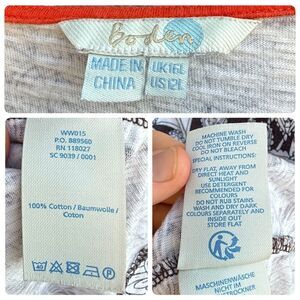 boden
MADE IN
CHINA
UK16L
US12L
WW015
P.O. 889560
RN 118027
SC 9039 / 0001
100% Cotton / Baumwolle /
Coton
MACHINE WASH
DO NOT TUMBLE DRY
COOL IRON ON REVERSE
DO NOT BLEACH
SPECIAL INSTRUCTIONS:
DRY FLAT, AWAY FROM
DIRECT HEAT AND
SUNLIGHT
USE DETERGENT
RECOMMENDED FOR
COLOURS
DO NOT RUB STAINS
WASH AND DRY DARK
COLOURS SEPARATELY AND
INSIDE OUT
MASCHINENWÄSCHE
NICHT IM